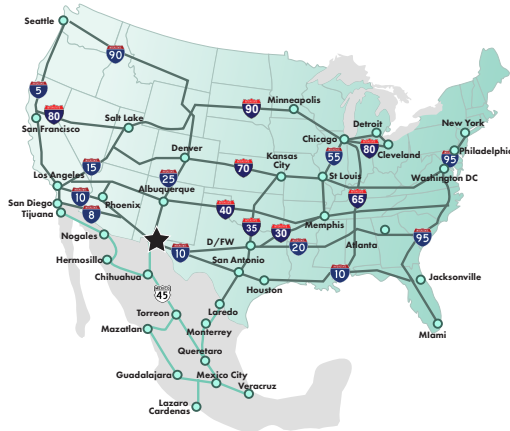 Seattle
90
5
80
San Francisco
Salt Lake
90
Minneapolis
Detroit
Chicago
80
Cleveland
New York
Philadelphi
95
Washington DC
Denver
15
25
70
Kansas
City
55
St Louis
65
Los Angeles
10
San Diego
Tijuana
8
Phoenix
Albuquerque
40
Memphis
35
30
20
D/FW
Atlanta
95
Nogales
10
San Antonio
10
Hermosillo
Chihuahua
Houston
Jacksonville
45
Laredo
Torreon
Mazatlan
Monterrey
MIami
Queretaro
Guadalajara
Mexico City
Veracruz
Lazaro
Cardenas